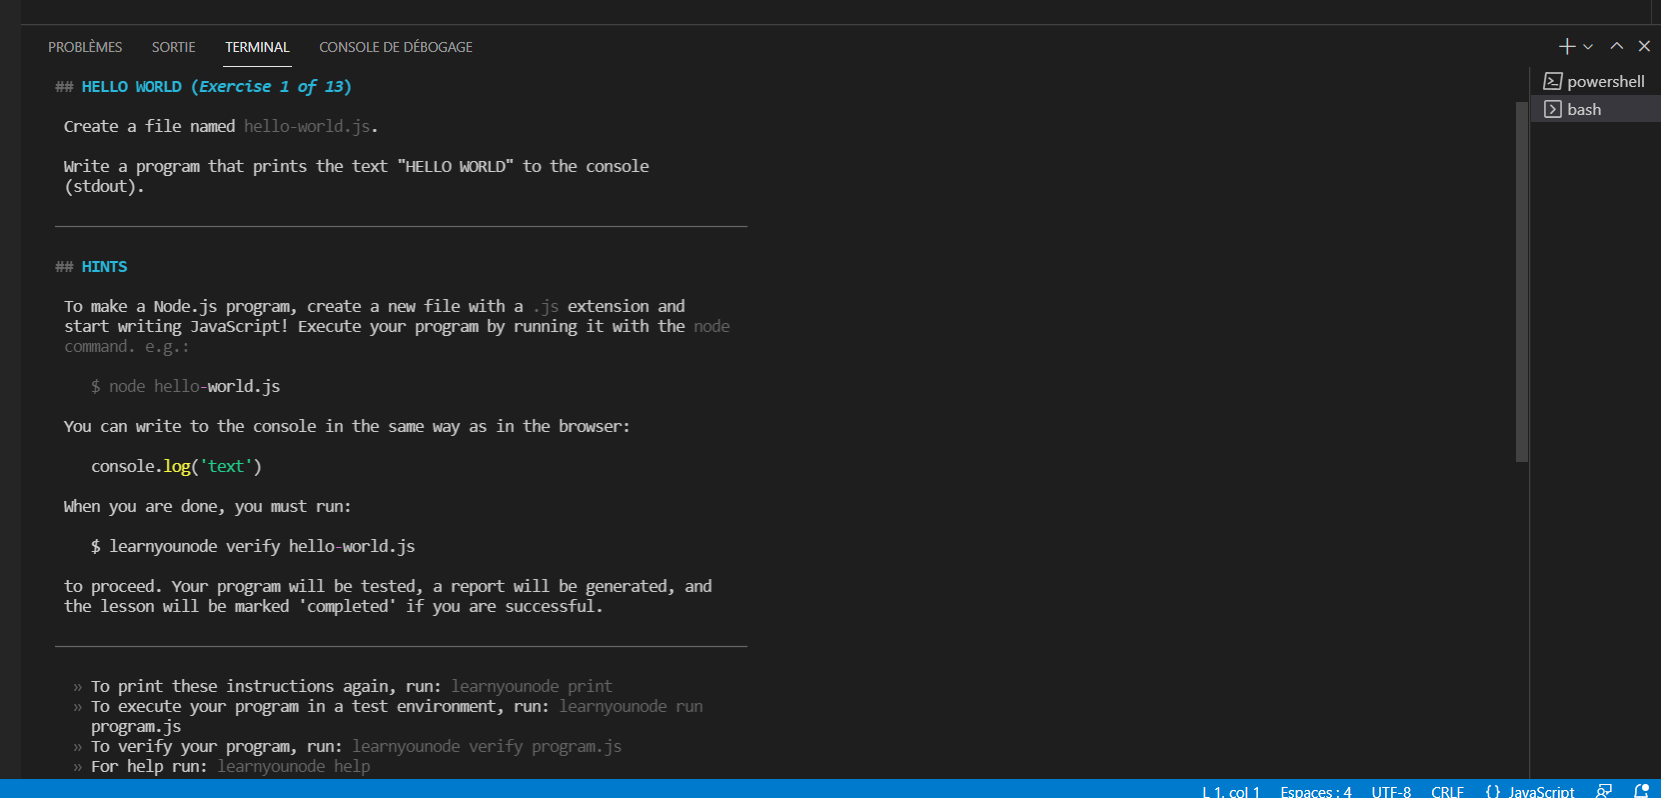 PROBLÈMES SORTIE TERMINAL CONSOLE DE DÉBOGAGE
## HELLO WORLD (Exercise 1 of 13)
Create a file named hello-world.js.
Write a program that prints the text "HELLO WORLD" to the console
(stdout).
## HINTS
To make a Node.js program, create a new file with a .js extension and
start writing JavaScript! Execute your program by running it with the node
command. e.g.:
$ node hello-world.js
You can write to the console in the same way as in the browser:
console.log('text')
When you are done, you must run:
$ learnyounode verify hello-world.js
to proceed. Your program will be tested, a report will be generated, and
the lesson will be marked 'completed' if you are successful.
» To print these instructions again, run: learnyounode print
» To execute your program in a test environment, run: learnyounode run
program.js
» To verify your program, run: learnyounode verify program.js
» For help run: learnyounode help
powershell
bash
L 1, col 1 Espaces : 4 UTF-8 CRLF {} JavaScript